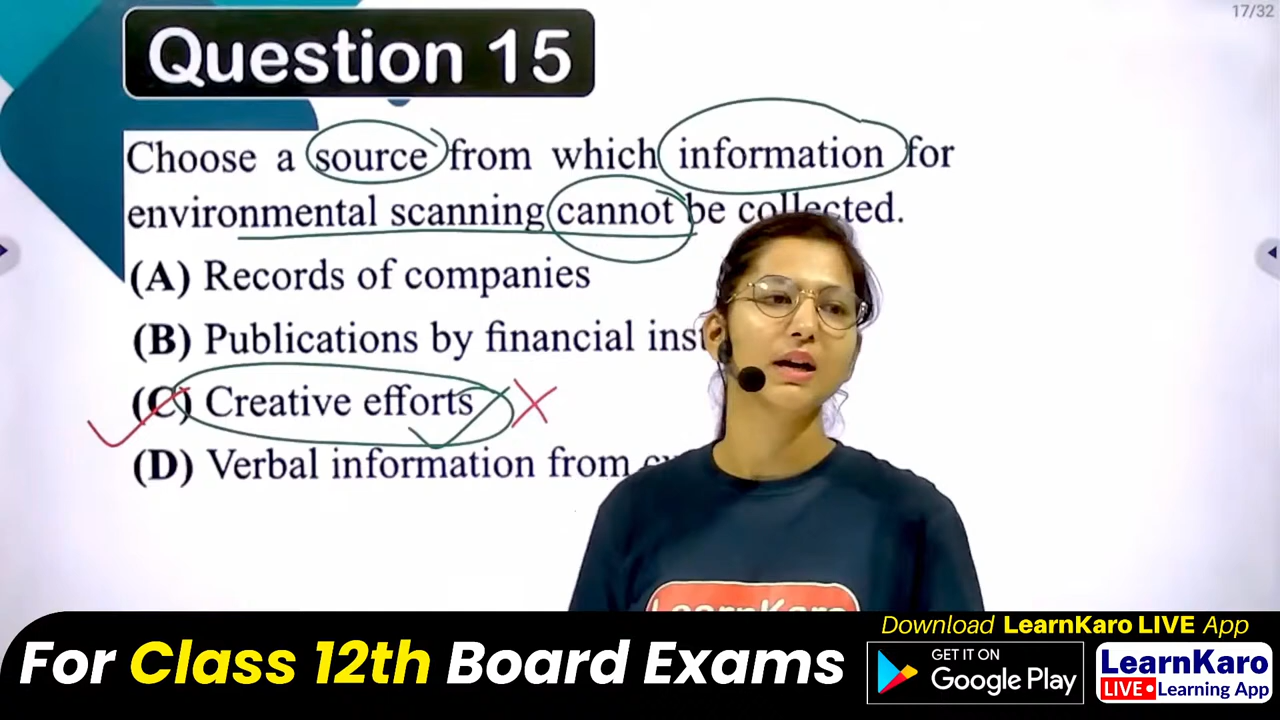 17/32
Question 15
Choose a source from which information for
environmental scanning cannot be collected.
(A) Records of companies
(B) Publications by financial
(C) Creative efforts
(D) Verbal information from
LearnKaro
For Class 12th Board Exams
Download LearnKaro LIVE App
GET IT ON
Google Play
LearnKaro
LIVE Learning App